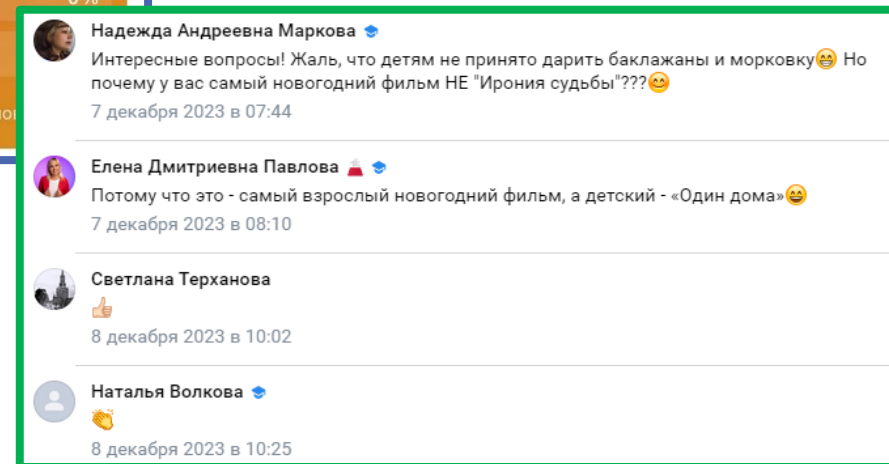 Надежда Андреевна Маркова
Интересные вопросы! Жаль, что детям не принято дарить баклажаны и морковку😁 Но
почему у вас самый новогодний фильм НЕ "Ирония судьбы"???😊
7 декабря 2023 в 07:44
Елена Дмитриевна Павлова
Потому что это - самый взрослый новогодний фильм, а детский - «Один дома»😄
7 декабря 2023 в 08:10
Светлана Терханова
👍🏻
8 декабря 2023 в 10:02
Наталья Волкова
👏
8 декабря 2023 в 10:25